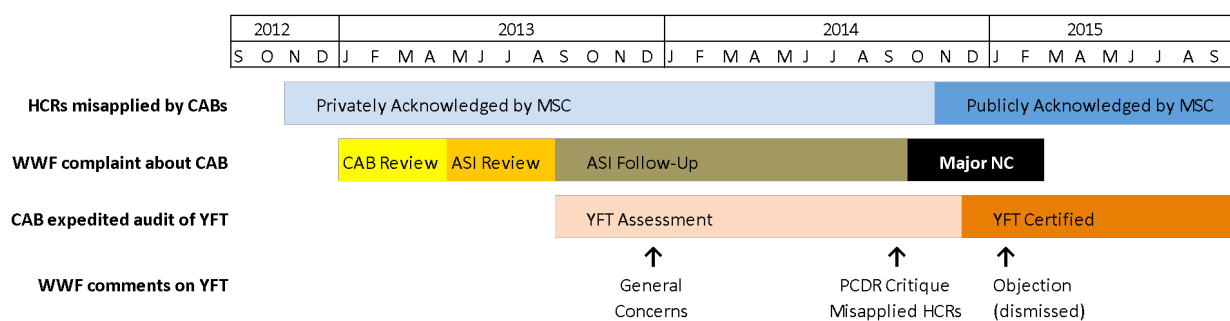 2012 2013 2014 2015
S O N D J F M A M J J A S O N D J F M A M J J A S O N D J F M A M J J A S
HCRs misapplied by CABs Privately Acknowledged by MSC Publicly Acknowledged by MSC
WWF complaint about CAB CAB Review ASI Review ASI Follow-Up Major NC
CAB expedited audit of YFT YFT Assessment YFT Certified
WWF comments on YFT General PCDR Critique Objection
Concerns Misapplied HCRs (dismissed)